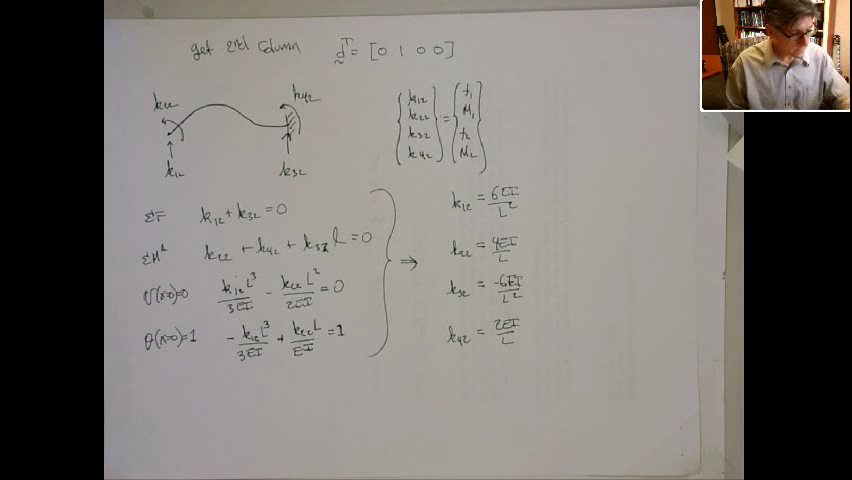 get 2nd Column d^T = [0 1 0 0]
k22 k42
k12 k32
{k12 k22 k32 k42} = {f1 M1 f2 M2}
ΣF k12 + k32 = 0
ΣM^L k22 + k42 + k32 L = 0
v(x=0)=0 k12L^3/3EI - k22L^2/2EI = 0
θ(x=0)=1 -k12L^3/3EI + k22L/EI = 1
⇒
k12 = 6EI/L^2
k22 = 4EI/L
k32 = -6EI/L^2
k42 = 2EI/L